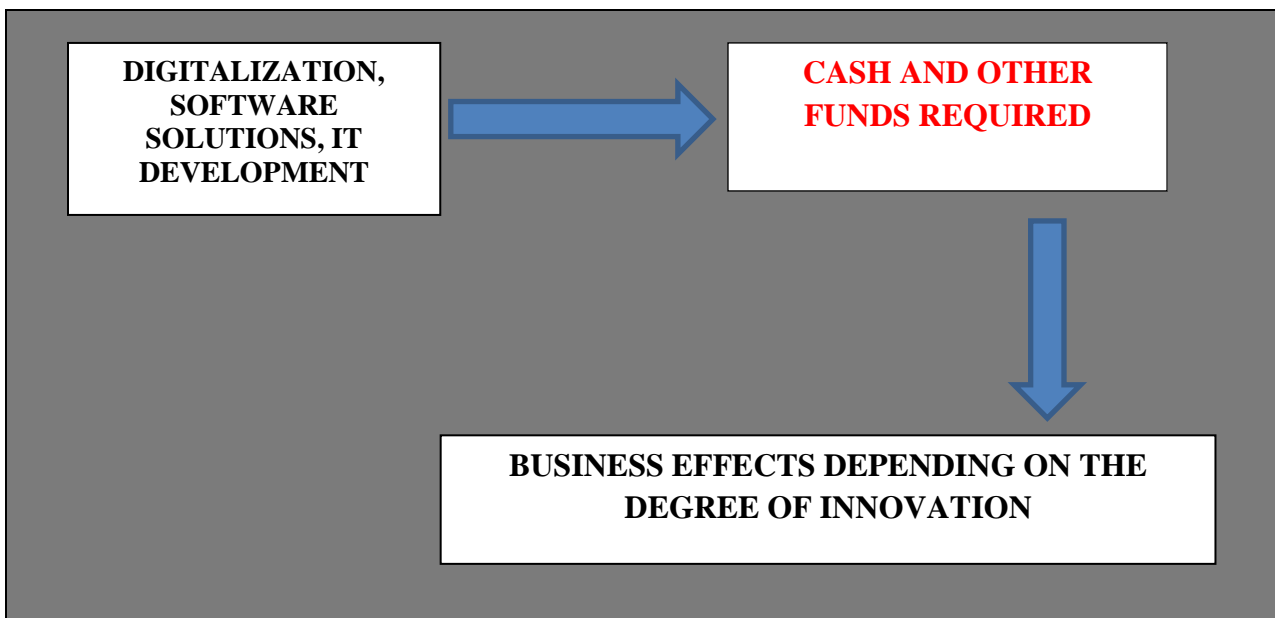 DIGITALIZATION,
SOFTWARE
SOLUTIONS, IT
DEVELOPMENT
CASH AND OTHER
FUNDS REQUIRED
BUSINESS EFFECTS DEPENDING ON THE
DEGREE OF INNOVATION